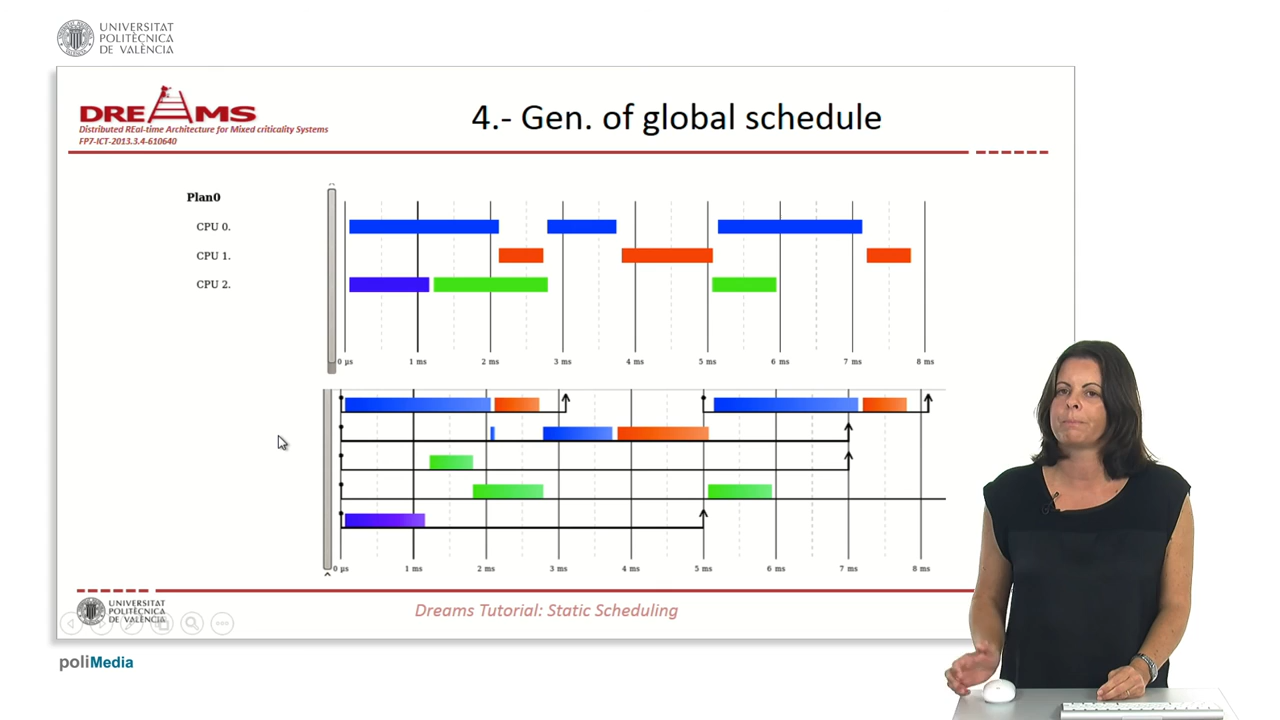 UNIVERSITAT
POLITÈCNICA
DE VALÈNCIA
DREAMS
Distributed REal-time Architecture for Mixed criticality Systems
FP7-ICT-2013.3.4-610640
4.- Gen. of global schedule
Plan0
CPU 0.
CPU 1.
CPU 2.
0 µs 1 ms 2 ms 3 ms 4 ms 5 ms 6 ms 7 ms 8 ms
0 µs 1 ms 2 ms 3 ms 4 ms 5 ms 6 ms 7 ms 8 ms
UNIVERSITAT
POLITÈCNICA
DE VALÈNCIA
Dreams Tutorial: Static Scheduling
poliMedia